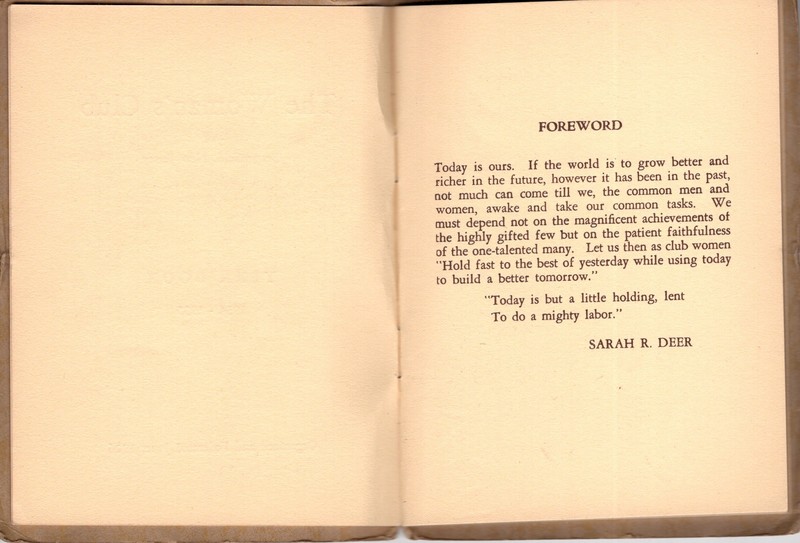 The Woman's Club
FOREWORD
Today is ours. If the world is to grow better and
richer in the future, however it has been in the past,
not much can come till we, the common men and
women, awake and take our common tasks. We
must depend not on the magnificent achievements of
the highly gifted few but on the patient faithfulness
of the one-talented many. Let us then as club women
"Hold fast to the best of yesterday while using today
to build a better tomorrow."
"Today is but a little holding, lent
To do a mighty labor."
SARAH R. DEER